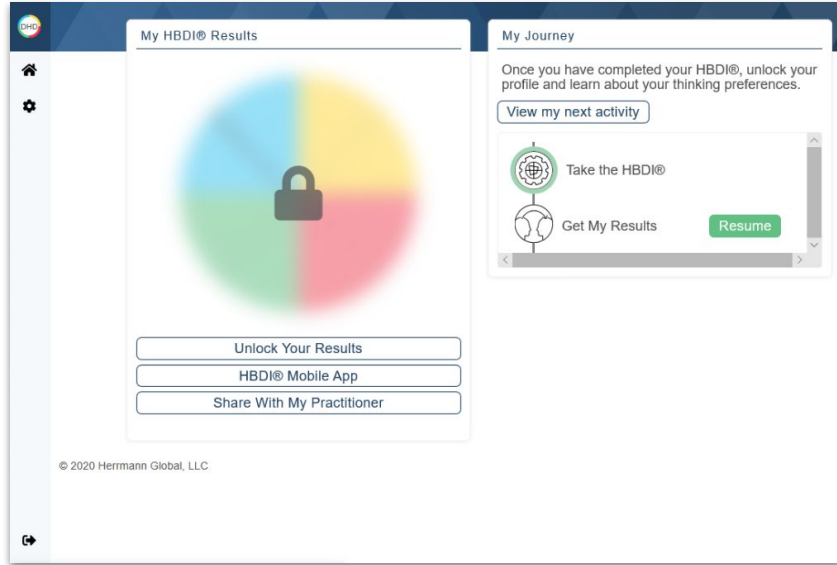 DHD
My HBDI® Results
Unlock Your Results
HBDI® Mobile App
Share With My Practitioner
My Journey
Once you have completed your HBDI®, unlock your
profile and learn about your thinking preferences.
View my next activity
Take the HBDI®
Get My Results
Resume
© 2020 Herrmann Global, LLC